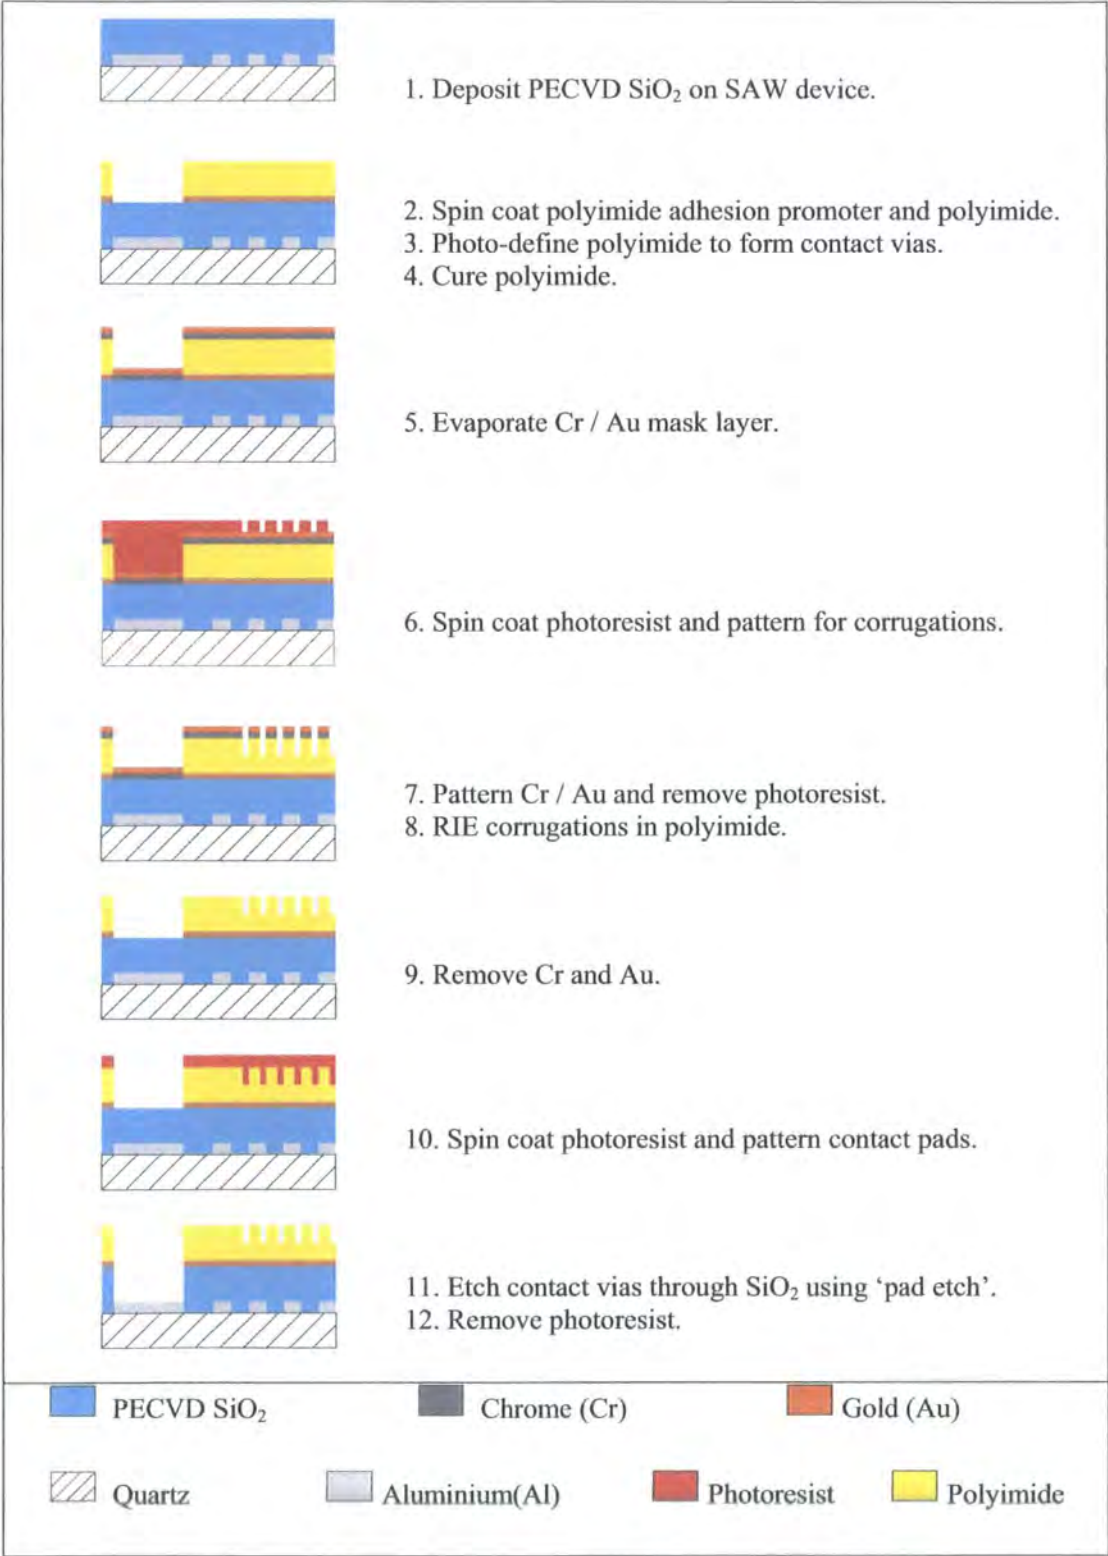 1. Deposit PECVD SiO₂ on SAW device.
2. Spin coat polyimide adhesion promoter and polyimide.
3. Photo-define polyimide to form contact vias.
4. Cure polyimide.
5. Evaporate Cr / Au mask layer.
6. Spin coat photoresist and pattern for corrugations.
7. Pattern Cr / Au and remove photoresist.
8. RIE corrugations in polyimide.
9. Remove Cr and Au.
10. Spin coat photoresist and pattern contact pads.
11. Etch contact vias through SiO₂ using ‘pad etch’.
12. Remove photoresist.
PECVD SiO₂
Chrome (Cr)
Gold (Au)
Quartz
Aluminium(Al)
Photoresist
Polyimide